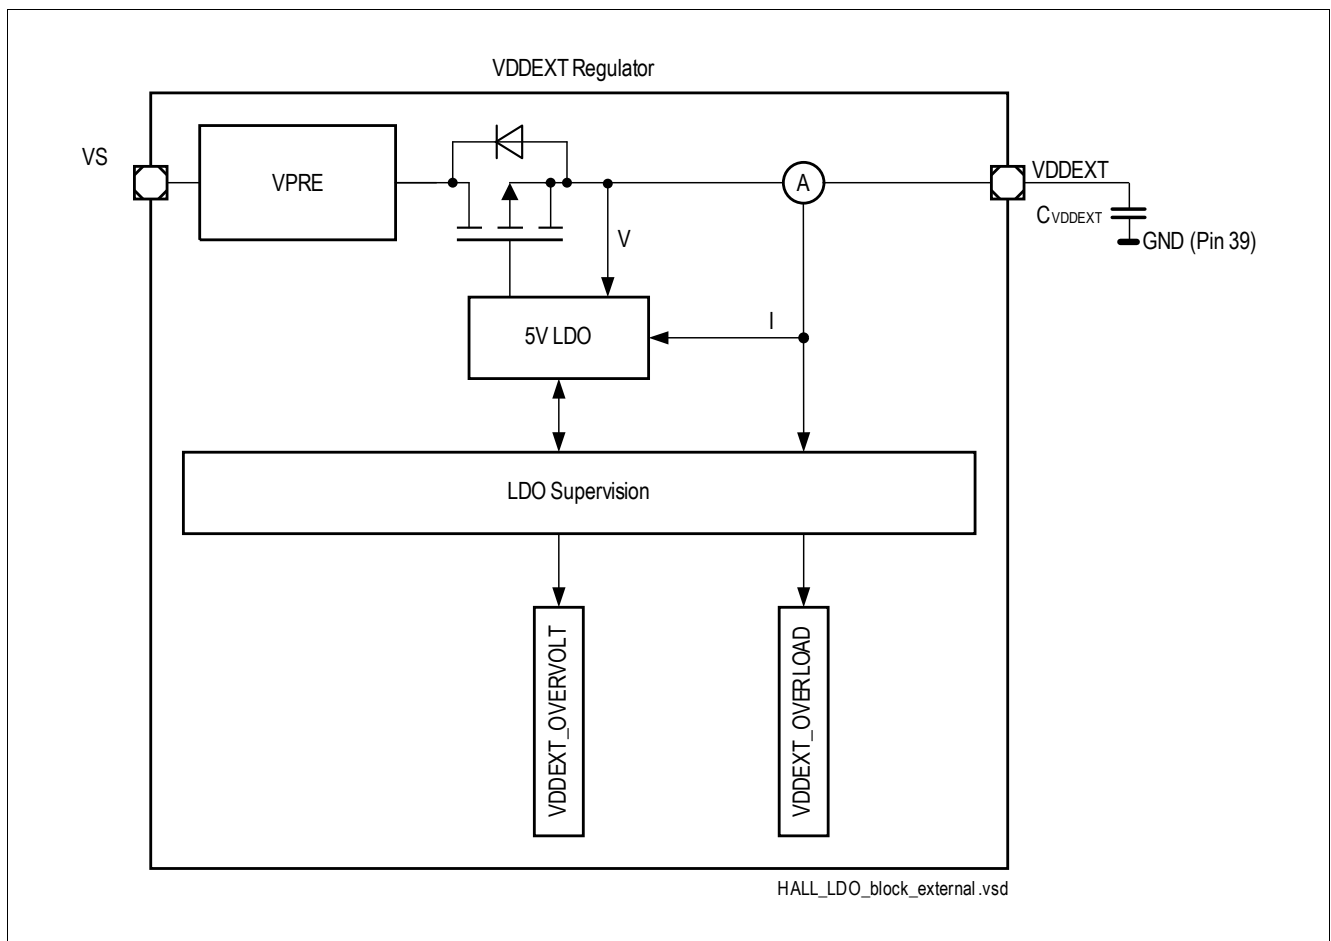 VDDEXT Regulator
VS
VPRE
VDDEXT
A
CVDDEXT
V
GND (Pin 39)
I
5V LDO
LDO Supervision
VDDEXT_OVERVOLT
VDDEXT_OVERLOAD
HALL_LDO_block_external.vsd